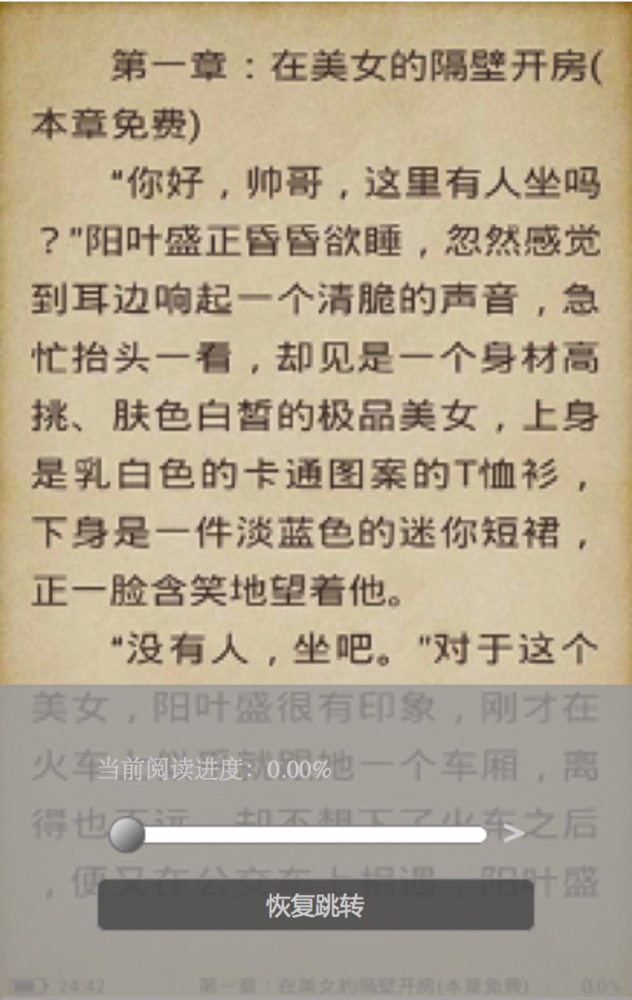 第一章：在美女的隔壁开房(
本章免费)
“你好，帅哥，这里有人坐吗
？”阳叶盛正昏昏欲睡，忽然感觉
到耳边响起一个清脆的声音，急
忙抬头一看，却见是一个身材高
挑、肤色白皙的极品美女，上身
是乳白色的卡通图案的T恤衫，
下身是一件淡蓝色的迷你短裙，
正一脸含笑地望着他。
“没有人，坐吧。”对于这个
美女，阳叶盛很有印象，刚才在
火车上似乎就跟她一个车厢，离
当前阅读进度：0.00%
得也不远，却不想下了火车之后
>
，便又在公交车上相遇，阳叶盛
恢复跳转
24:42 第一章：在美女的隔壁开房(本章免费) 0.0%